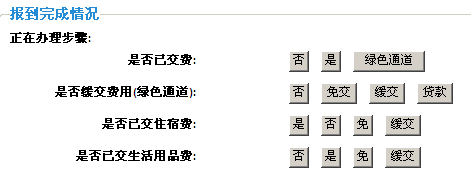 报到完成情况
正在办理步骤:
是否已交费: 否 是 绿色通道
是否缓交费用(绿色通道): 否 免交 缓交 贷款
是否已交住宿费: 是 否 免 缓交
是否已交生活用品费: 否 是 免 缓交